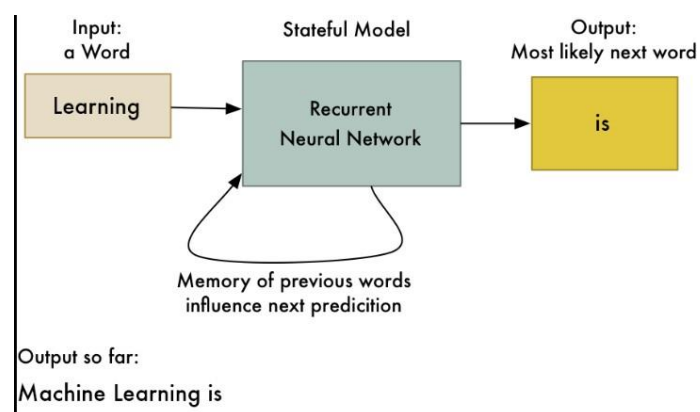 Input:
a Word
Stateful Model
Output:
Most likely next word
Learning
Recurrent
Neural Network
is
Memory of previous words
influence next predicition
Output so far:
Machine Learning is